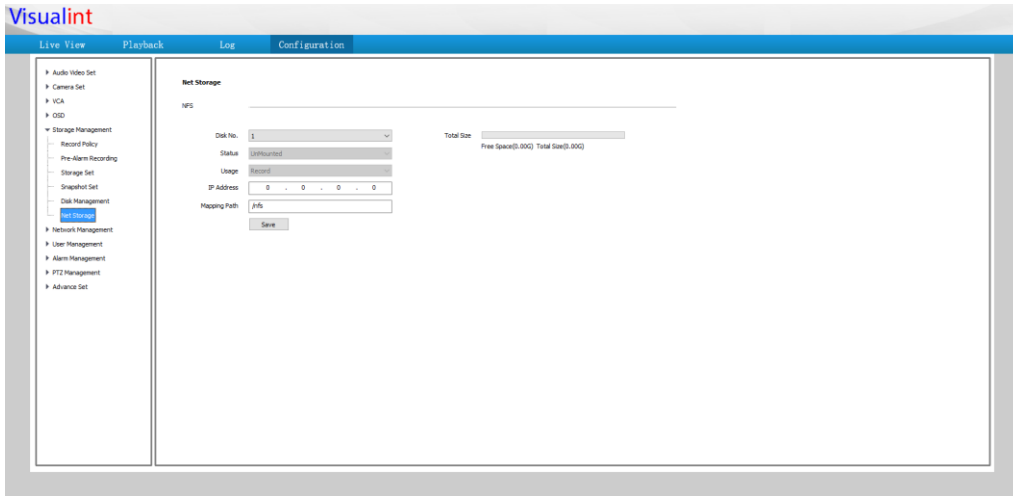 Visualint
Live View Playback Log Configuration
Audio Video Set
Camera Set
VCA
OSD
Storage Management
Record Policy
Pre-Alarm Recording
Storage Set
Snapshot Set
Disk Management
Net Storage
Network Management
User Management
Alarm Management
PTZ Management
Advance Set
Net Storage
NFS
Disk No. 1
Total Size
Free Space(0.00G) Total Size(0.00G)
Status UnMounted
Usage Record
IP Address 0 . 0 . 0 . 0
Mapping Path /nfs
Save